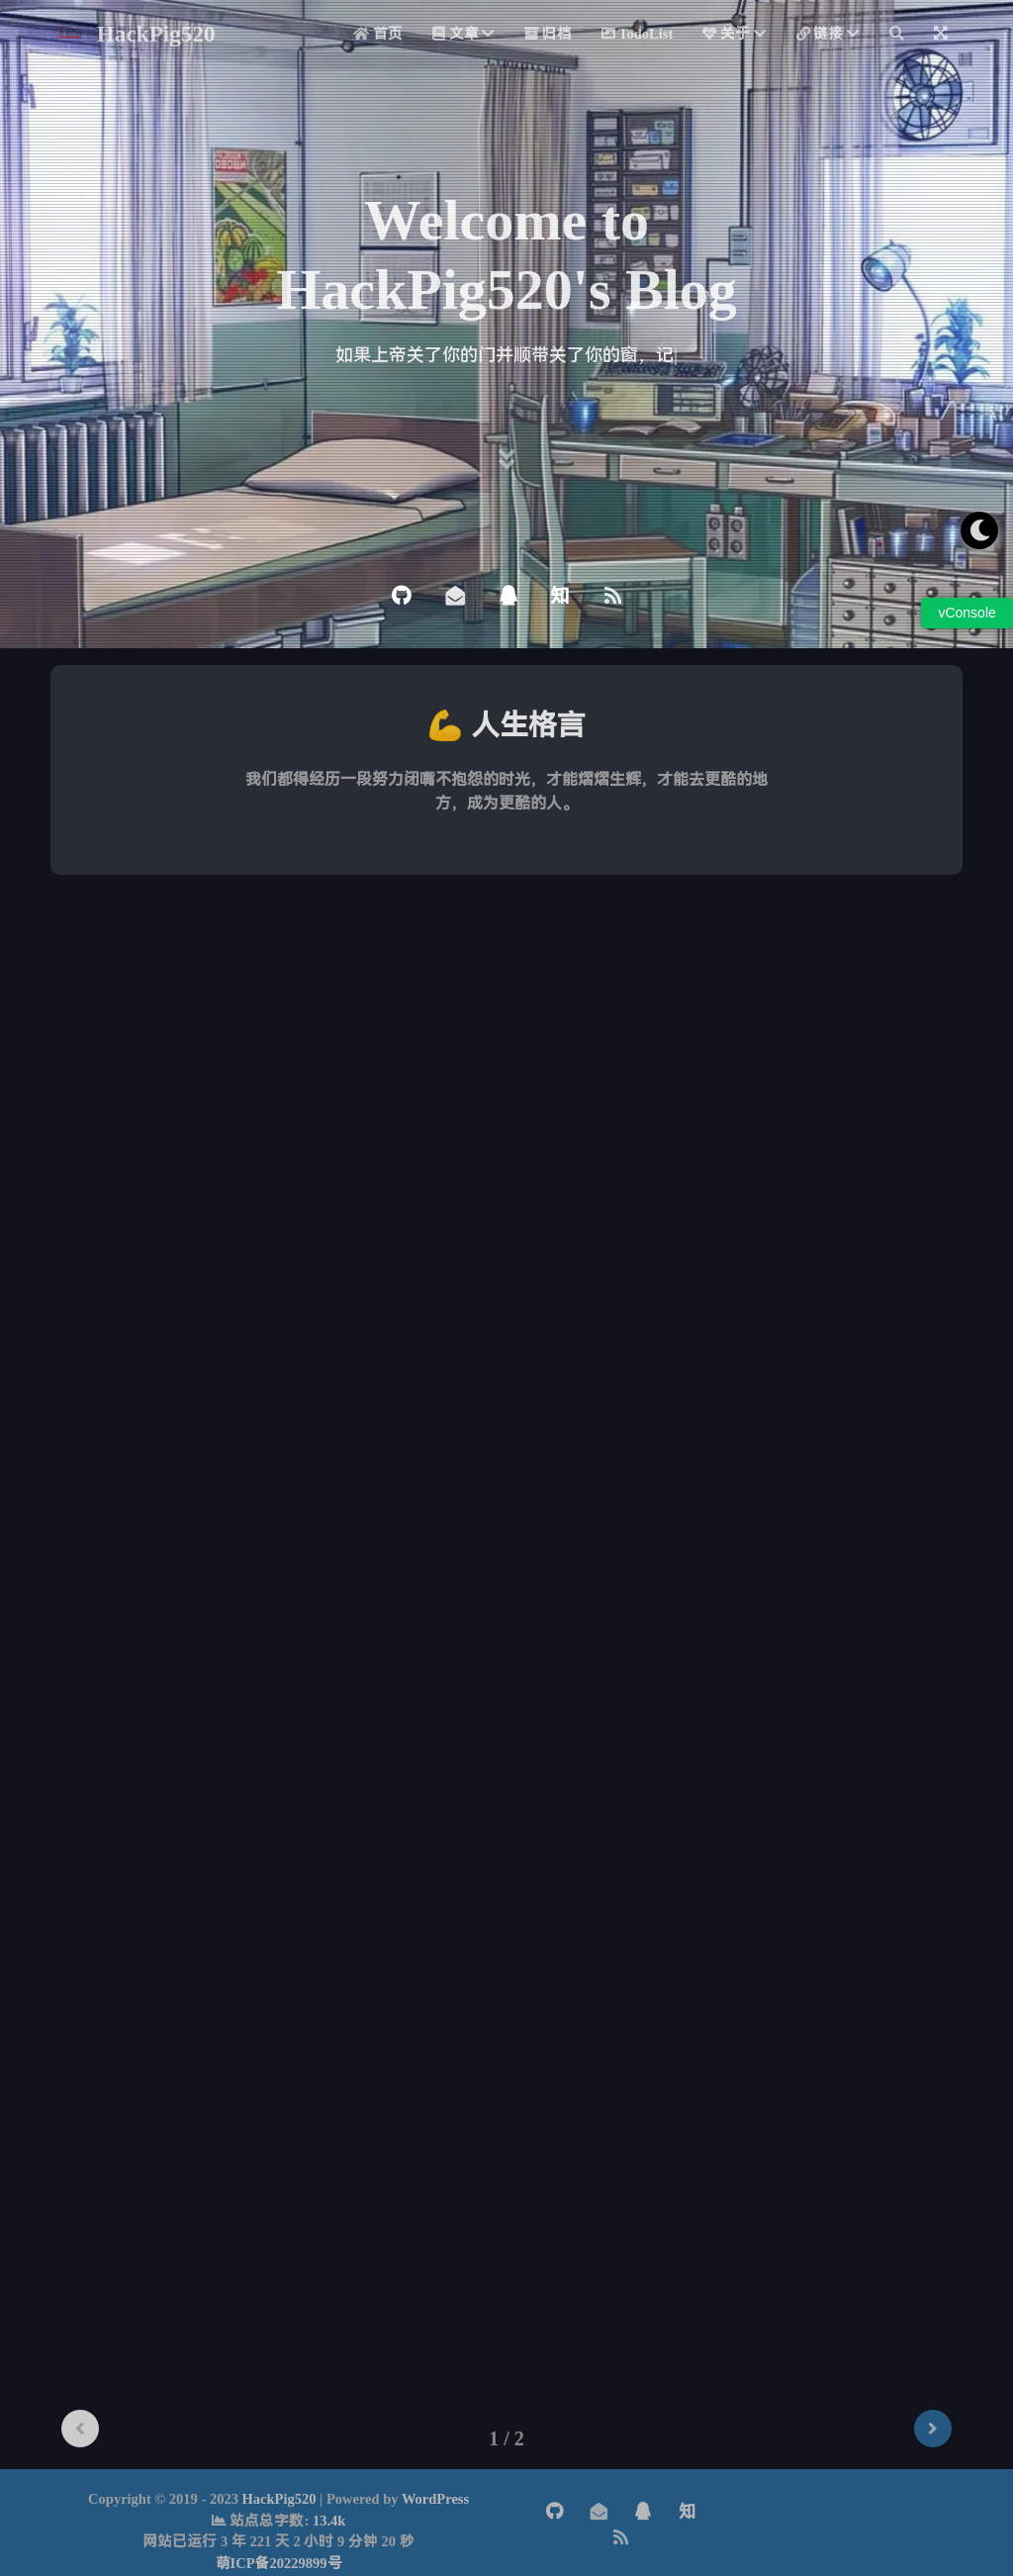 HackPig520
首页 文章 归档 TodoList 关于 链接
Welcome to
HackPig520's Blog
如果上帝关了你的门并顺带关了你的窗，记
知
vConsole
💪 人生格言
我们都得经历一段努力闭嘴不抱怨的时光，才能熠熠生辉，才能去更酷的地
方，成为更酷的人。
1 / 2
Copyright © 2019 - 2023 HackPig520 | Powered by WordPress
站点总字数: 13.4k
网站已运行 3 年 221 天 2 小时 9 分钟 20 秒
萌ICP备20229899号
知